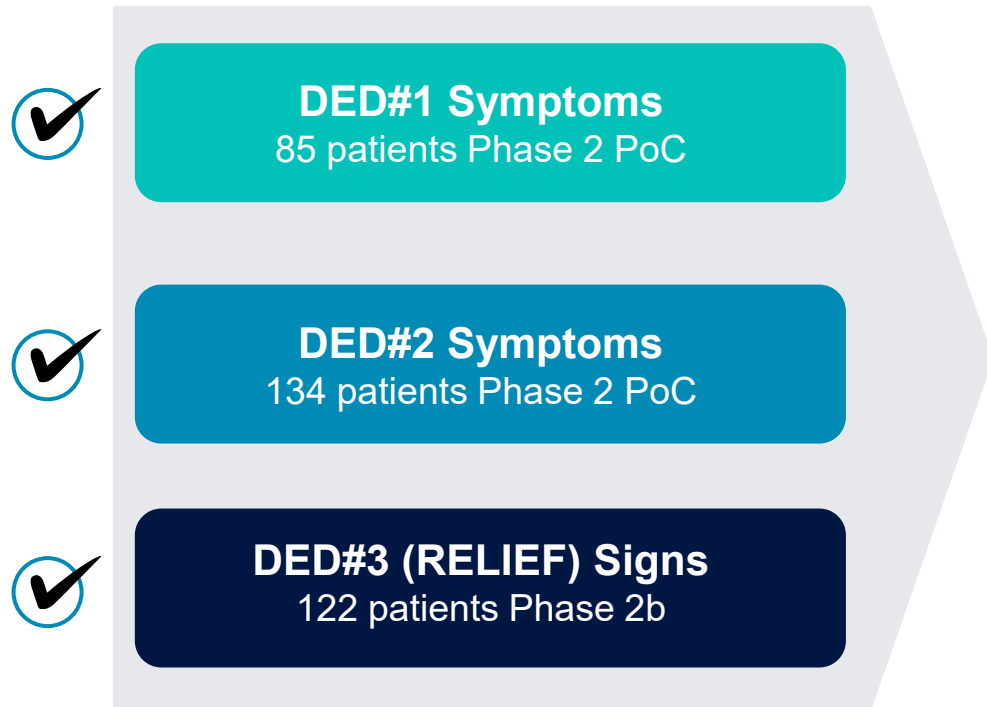 DED#1 Symptoms
85 patients Phase 2 PoC
DED#2 Symptoms
134 patients Phase 2 PoC
DED#3 (RELIEF) Signs
122 patients Phase 2b